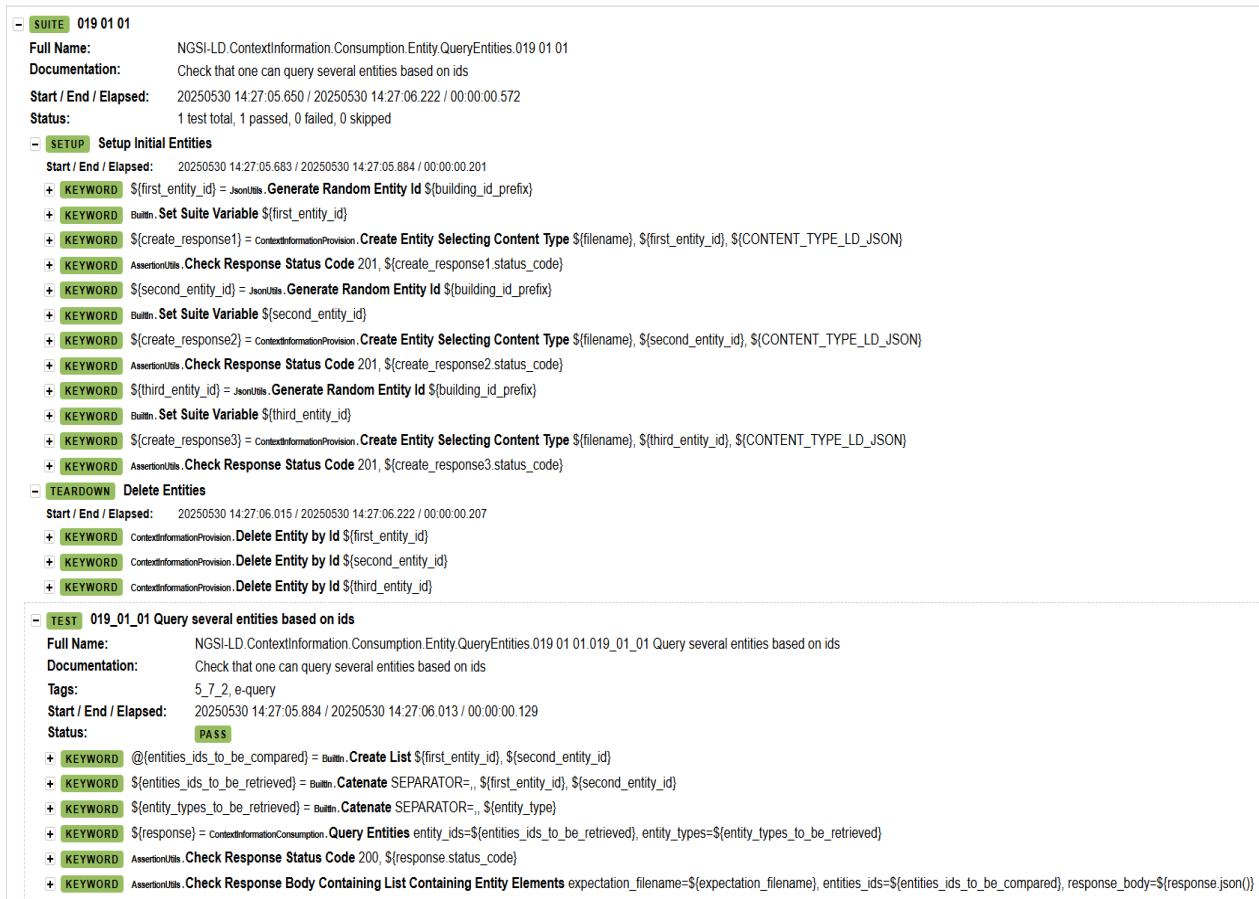 SUITE 019 01 01
Full Name: NGSI-LD.ContextInformation.Consumption.Entity.QueryEntities.019 01 01
Documentation: Check that one can query several entities based on ids
Start / End / Elapsed: 20250530 14:27:05.650 / 20250530 14:27:06.222 / 00:00:00.572
Status: 1 test total, 1 passed, 0 failed, 0 skipped
SETUP Setup Initial Entities
Start / End / Elapsed: 20250530 14:27:05.683 / 20250530 14:27:05.884 / 00:00:00.201
KEYWORD ${first_entity_id} = JsonUtils.Generate Random Entity Id ${building_id_prefix}
KEYWORD BuiltIn.Set Suite Variable ${first_entity_id}
KEYWORD ${create_response1} = ContextInformationProvision.Create Entity Selecting Content Type ${filename}, ${first_entity_id}, ${CONTENT_TYPE_LD_JSON}
KEYWORD AssertionUtils.Check Response Status Code 201, ${create_response1.status_code}
KEYWORD ${second_entity_id} = JsonUtils.Generate Random Entity Id ${building_id_prefix}
KEYWORD BuiltIn.Set Suite Variable ${second_entity_id}
KEYWORD ${create_response2} = ContextInformationProvision.Create Entity Selecting Content Type ${filename}, ${second_entity_id}, ${CONTENT_TYPE_LD_JSON}
KEYWORD AssertionUtils.Check Response Status Code 201, ${create_response2.status_code}
KEYWORD ${third_entity_id} = JsonUtils.Generate Random Entity Id ${building_id_prefix}
KEYWORD BuiltIn.Set Suite Variable ${third_entity_id}
KEYWORD ${create_response3} = ContextInformationProvision.Create Entity Selecting Content Type ${filename}, ${third_entity_id}, ${CONTENT_TYPE_LD_JSON}
KEYWORD AssertionUtils.Check Response Status Code 201, ${create_response3.status_code}
TEARDOWN Delete Entities
Start / End / Elapsed: 20250530 14:27:06.015 / 20250530 14:27:06.222 / 00:00:00.207
KEYWORD ContextInformationProvision.Delete Entity by Id ${first_entity_id}
KEYWORD ContextInformationProvision.Delete Entity by Id ${second_entity_id}
KEYWORD ContextInformationProvision.Delete Entity by Id ${third_entity_id}
TEST 019_01_01 Query several entities based on ids
Full Name: NGSI-LD.ContextInformation.Consumption.Entity.QueryEntities.019 01 01.019_01_01 Query several entities based on ids
Documentation: Check that one can query several entities based on ids
Tags: 5_7_2, e-query
Start / End / Elapsed: 20250530 14:27:05.884 / 20250530 14:27:06.013 / 00:00:00.129
Status: PASS
KEYWORD @{entities_ids_to_be_compared} = BuiltIn.Create List ${first_entity_id}, ${second_entity_id}
KEYWORD ${entities_ids_to_be_retrieved} = BuiltIn.Catenate SEPARATOR=,, ${first_entity_id}, ${second_entity_id}
KEYWORD ${entity_types_to_be_retrieved} = BuiltIn.Catenate SEPARATOR=,, ${entity_type}
KEYWORD ${response} = ContextInformationConsumption.Query Entities entity_ids=${entities_ids_to_be_retrieved}, entity_types=${entity_types_to_be_retrieved}
KEYWORD AssertionUtils.Check Response Status Code 200, ${response.status_code}
KEYWORD AssertionUtils.Check Response Body Containing List Containing Entity Elements expectation_filename=${expectation_filename}, entities_ids=${entities_ids_to_be_compared}, response_body=${response.json()}